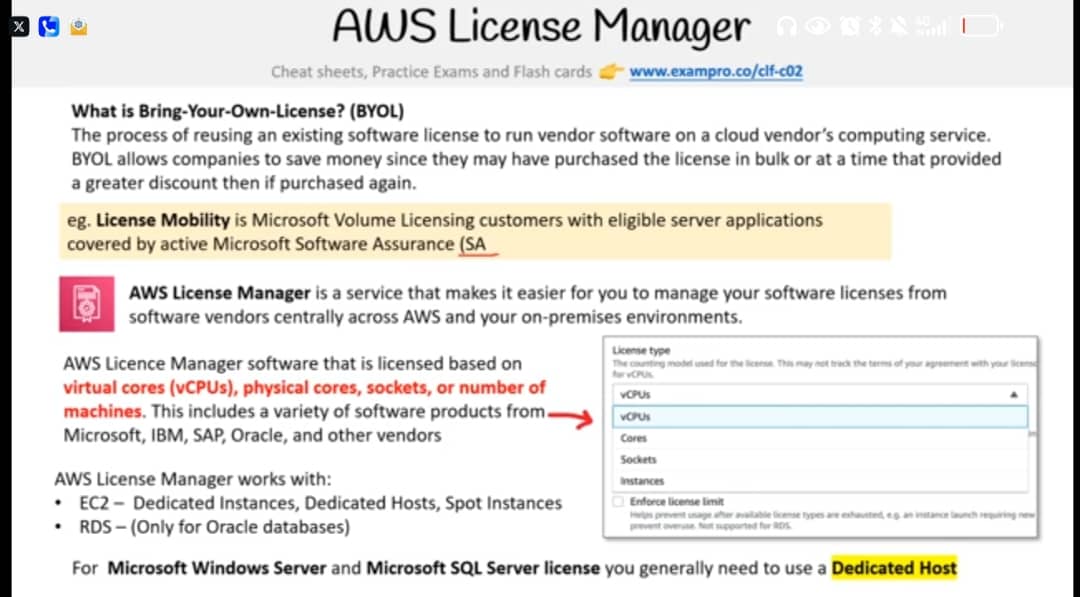 AWS License Manager
4G
Cheat sheets, Practice Exams and Flash cards 👉 www.exampro.co/clf-c02
What is Bring-Your-Own-License? (BYOL)
The process of reusing an existing software license to run vendor software on a cloud vendor's computing service.
BYOL allows companies to save money since they may have purchased the license in bulk or at a time that provided
a greater discount then if purchased again.
eg. License Mobility is Microsoft Volume Licensing customers with eligible server applications
covered by active Microsoft Software Assurance (SA
AWS License Manager is a service that makes it easier for you to manage your software licenses from
software vendors centrally across AWS and your on-premises environments.
AWS Licence Manager software that is licensed based on
virtual cores (vCPUs), physical cores, sockets, or number of
machines. This includes a variety of software products from
Microsoft, IBM, SAP, Oracle, and other vendors
License type
The counting model used for the license. This may not track the terms of your agreement with your licens
for vCPUs.
vCPUs
vCPUs
Cores
Sockets
Instances
Enforce license limit
Helps prevent usage after available license types are exhausted, e.g. an instance launch requiring new
prevent overuse. Not supported for RDS.
AWS License Manager works with:
• EC2 – Dedicated Instances, Dedicated Hosts, Spot Instances
• RDS – (Only for Oracle databases)
For Microsoft Windows Server and Microsoft SQL Server license you generally need to use a Dedicated Host